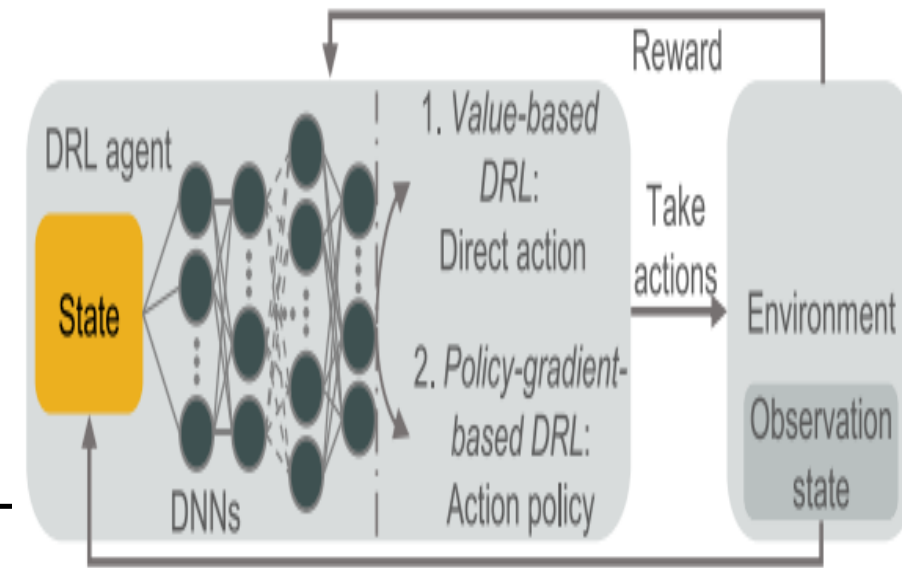 Reward
DRL agent
State
DNNs
1. Value-based
DRL:
Direct action
2. Policy-gradient-
based DRL:
Action policy
Take
actions
Environment
Observation
state